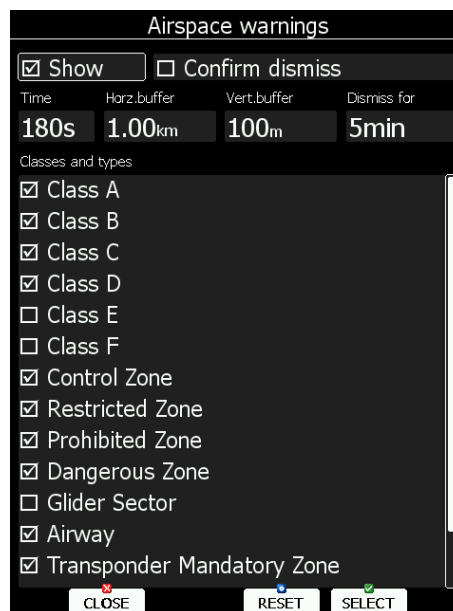 Airspace warnings
Show Confirm dismiss
Time Horz.buffer Vert.buffer Dismiss for
180s 1.00km 100m 5min
Classes and types
Class A
Class B
Class C
Class D
Class E
Class F
Control Zone
Restricted Zone
Prohibited Zone
Dangerous Zone
Glider Sector
Airway
Transponder Mandatory Zone
CLOSE RESET SELECT